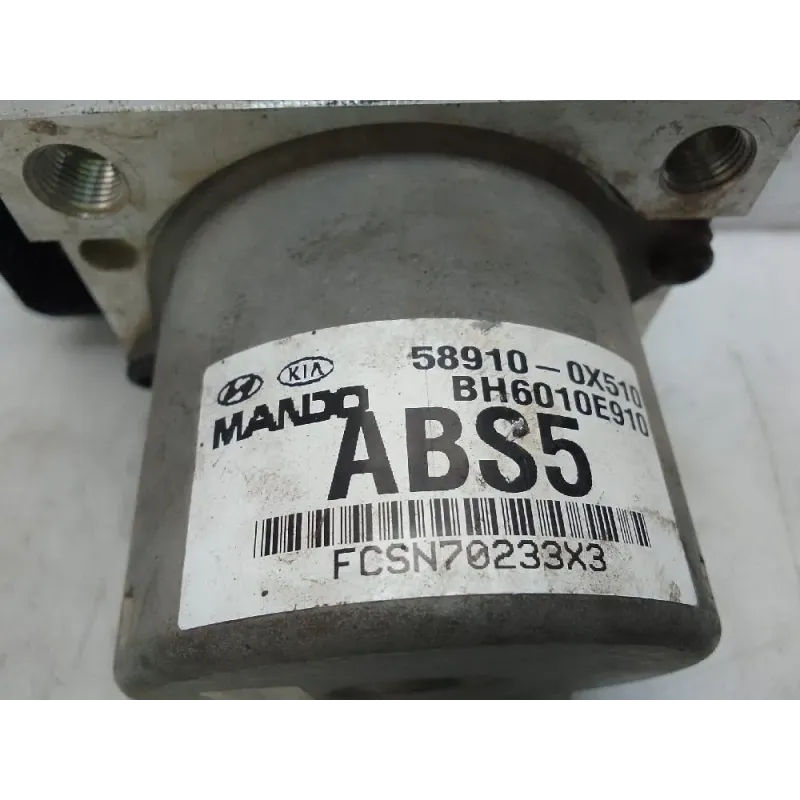 58910-0X510
KIA
BH6010E910
MANDO
ABS5
FCSN70233X3